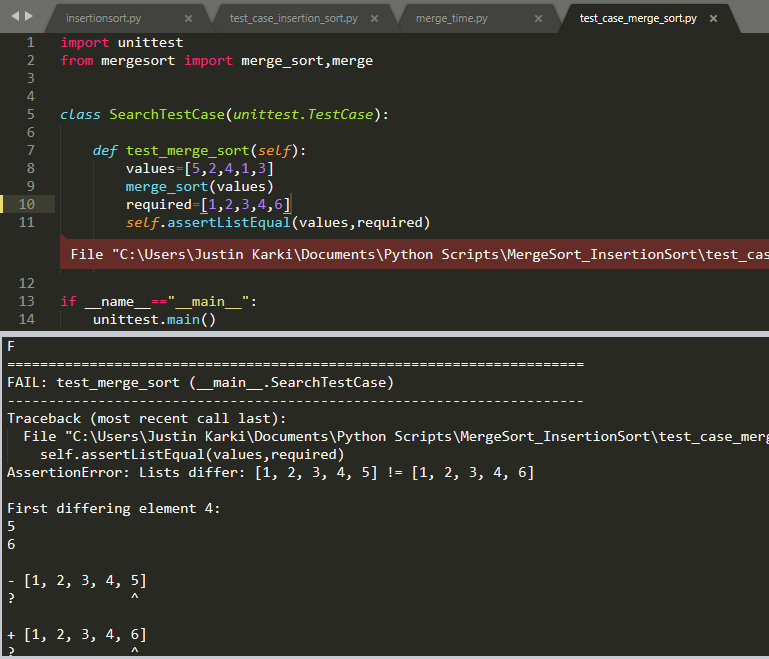 insertionsort.py × test_case_insertion_sort.py × merge_time.py × test_case_merge_sort.py ×
1 import unittest
2 from mergesort import merge_sort,merge
3
4
5 class SearchTestCase(unittest.TestCase):
6
7 def test_merge_sort(self):
8 values=[5,2,4,1,3]
9 merge_sort(values)
10 required=[1,2,3,4,6]
11 self.assertListEqual(values,required)
File "C:\Users\Justin Karki\Documents\Python Scripts\MergeSort_InsertionSort\test_cas
12
13 if __name__=="__main__":
14 unittest.main()
F
======================================================================
FAIL: test_merge_sort (__main__.SearchTestCase)
----------------------------------------------------------------------
Traceback (most recent call last):
File "C:\Users\Justin Karki\Documents\Python Scripts\MergeSort_InsertionSort\test_case_merg
self.assertListEqual(values,required)
AssertionError: Lists differ: [1, 2, 3, 4, 5] != [1, 2, 3, 4, 6]
First differing element 4:
5
6
- [1, 2, 3, 4, 5]
? ^
+ [1, 2, 3, 4, 6]
? ^